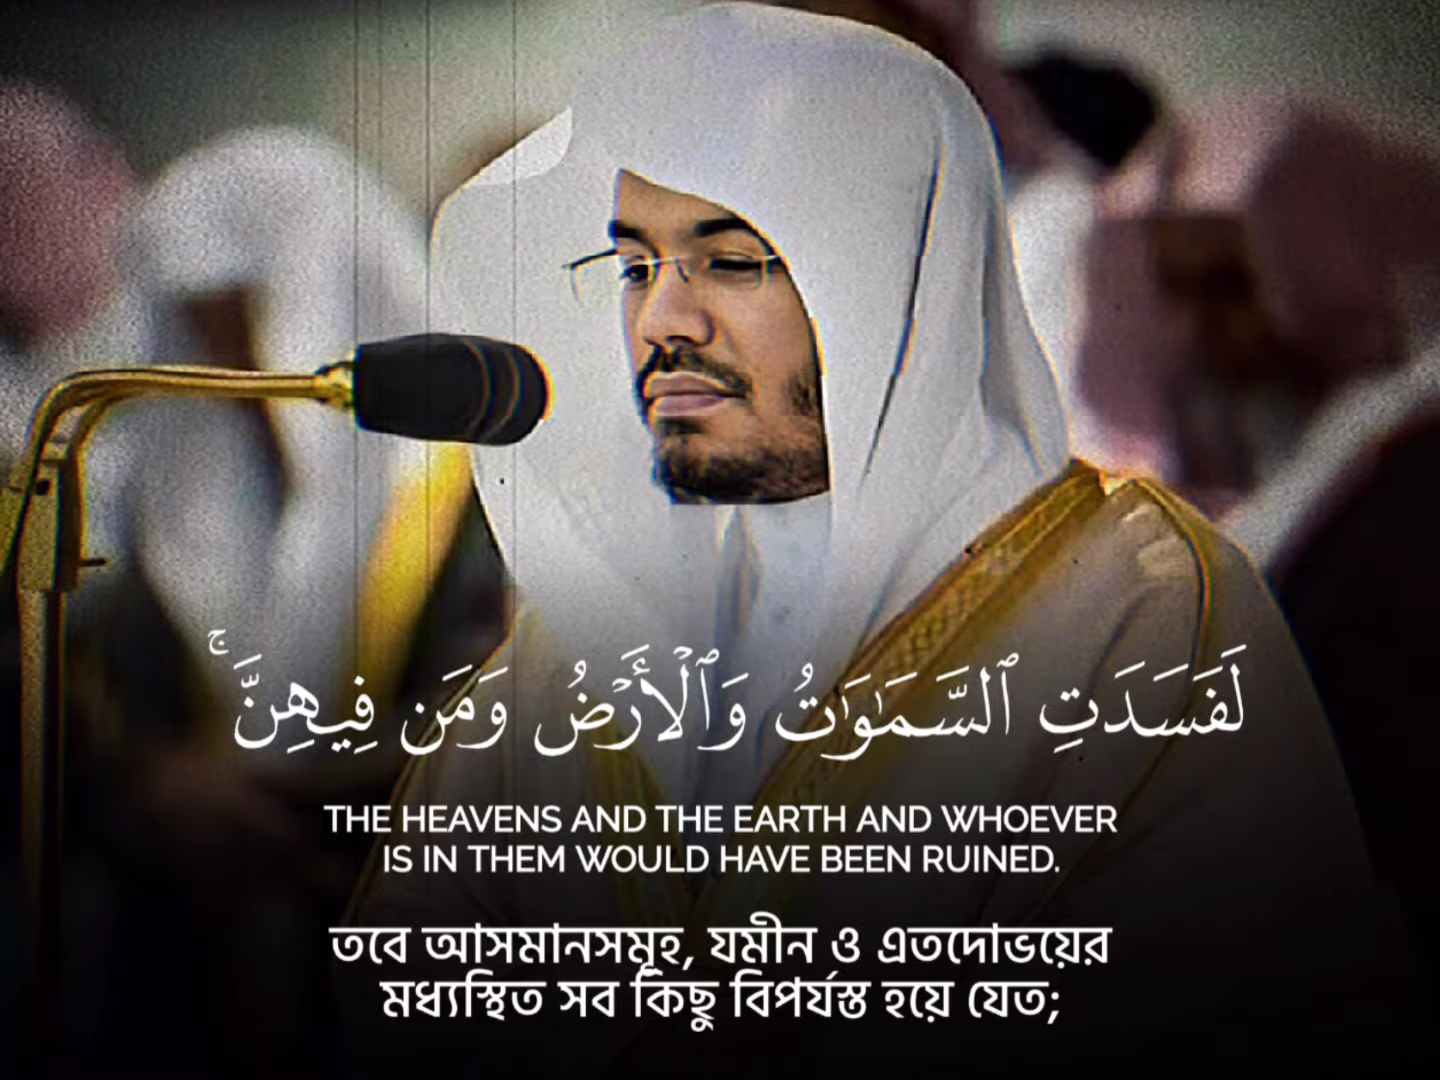 لَفَسَدَتِ ٱلسَّمَـٰوَٰتُ وَٱلۡأَرۡضُ وَمَن فِيهِنَّۚ
THE HEAVENS AND THE EARTH AND WHOEVER
IS IN THEM WOULD HAVE BEEN RUINED.
তবে আসমানসমূহ, যমীন ও এতদোভয়ের
মধ্যস্থিত সব কিছু বিপর্যস্ত হয়ে যেত;